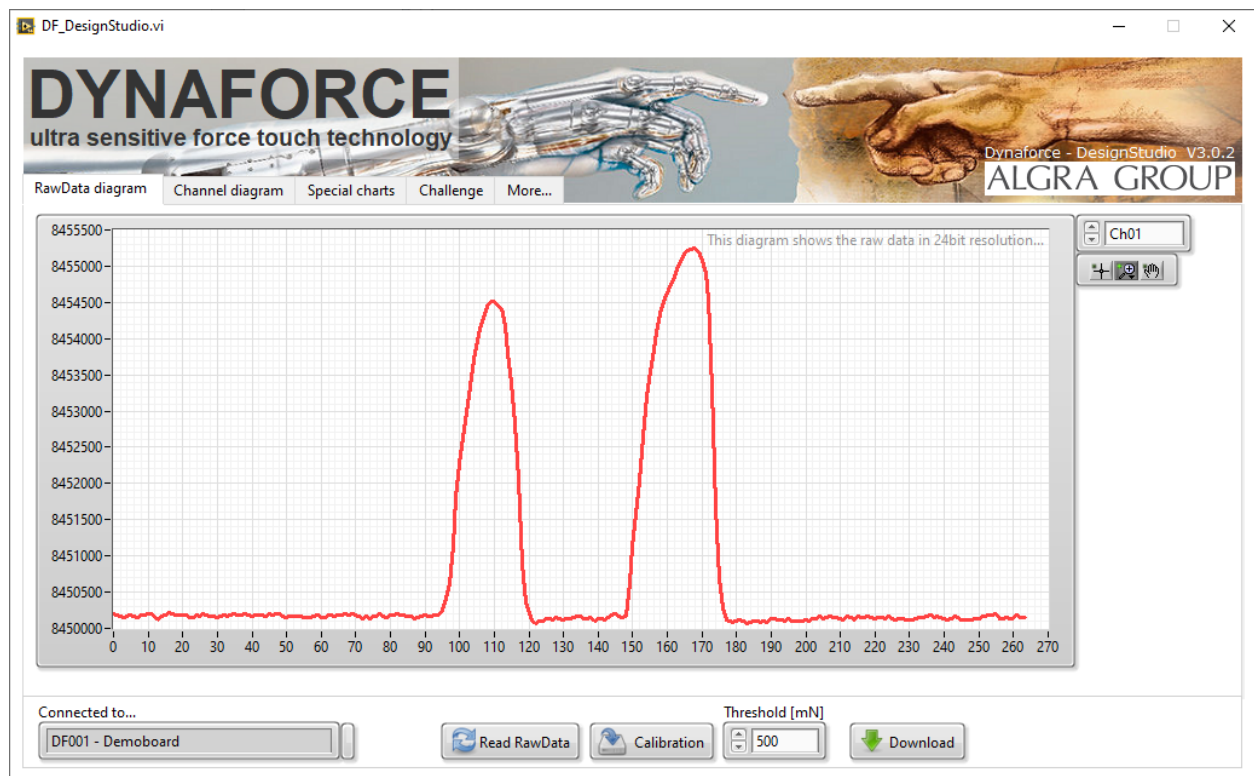 DF_DesignStudio.vi
DYNAFORCE
ultra sensitive force touch technology
Dynaforce - DesignStudio V3.0.2
ALGRA GROUP
RawData diagram Channel diagram Special charts Challenge More...
This diagram shows the raw data in 24bit resolution...
Ch01
8455500
8455000
8454500
8454000
8453500
8453000
8452500
8452000
8451500
8451000
8450500
8450000
0 10 20 30 40 50 60 70 80 90 100 110 120 130 140 150 160 170 180 190 200 210 220 230 240 250 260 270
Connected to...
Threshold [mN]
DF001 - Demoboard Read RawData Calibration 500 Download